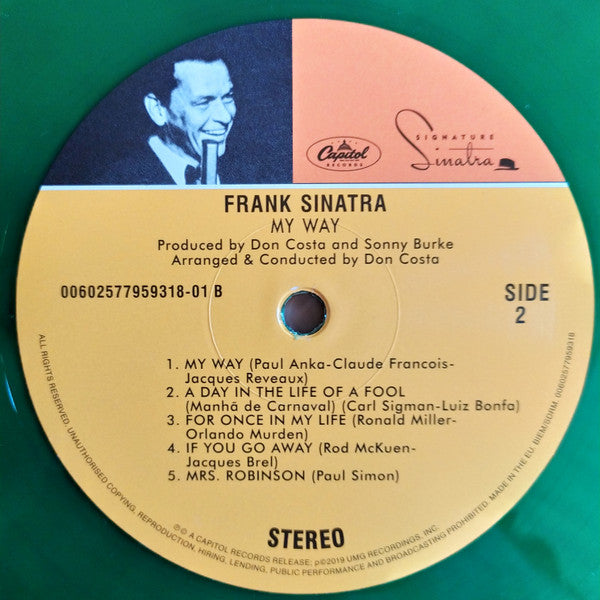 Capitol
RECORDS
SIGNATURE
Sinatra
FRANK SINATRA
MY WAY
Produced by Don Costa and Sonny Burke
Arranged & Conducted by Don Costa
00602577959318-01 B
SIDE
2
1. MY WAY (Paul Anka-Claude Francois-
Jacques Reveaux)
2. A DAY IN THE LIFE OF A FOOL
(Manhã de Carnaval) (Carl Sigman-Luiz Bonfa)
3. FOR ONCE IN MY LIFE (Ronald Miller-
Orlando Murden)
4. IF YOU GO AWAY (Rod McKuen-
Jacques Brel)
5. MRS. ROBINSON (Paul Simon)
STEREO
ALL RIGHTS RESERVED. UNAUTHORISED COPYING, REPRODUCTION, HIRING, LENDING, PUBLIC PERFORMANCE AND BROADCASTING PROHIBITED. MADE IN THE EU. BIEM/SDRM. 00602577959318
℗© A CAPITOL RECORDS RELEASE; ℗©2019 UMG RECORDINGS, INC.